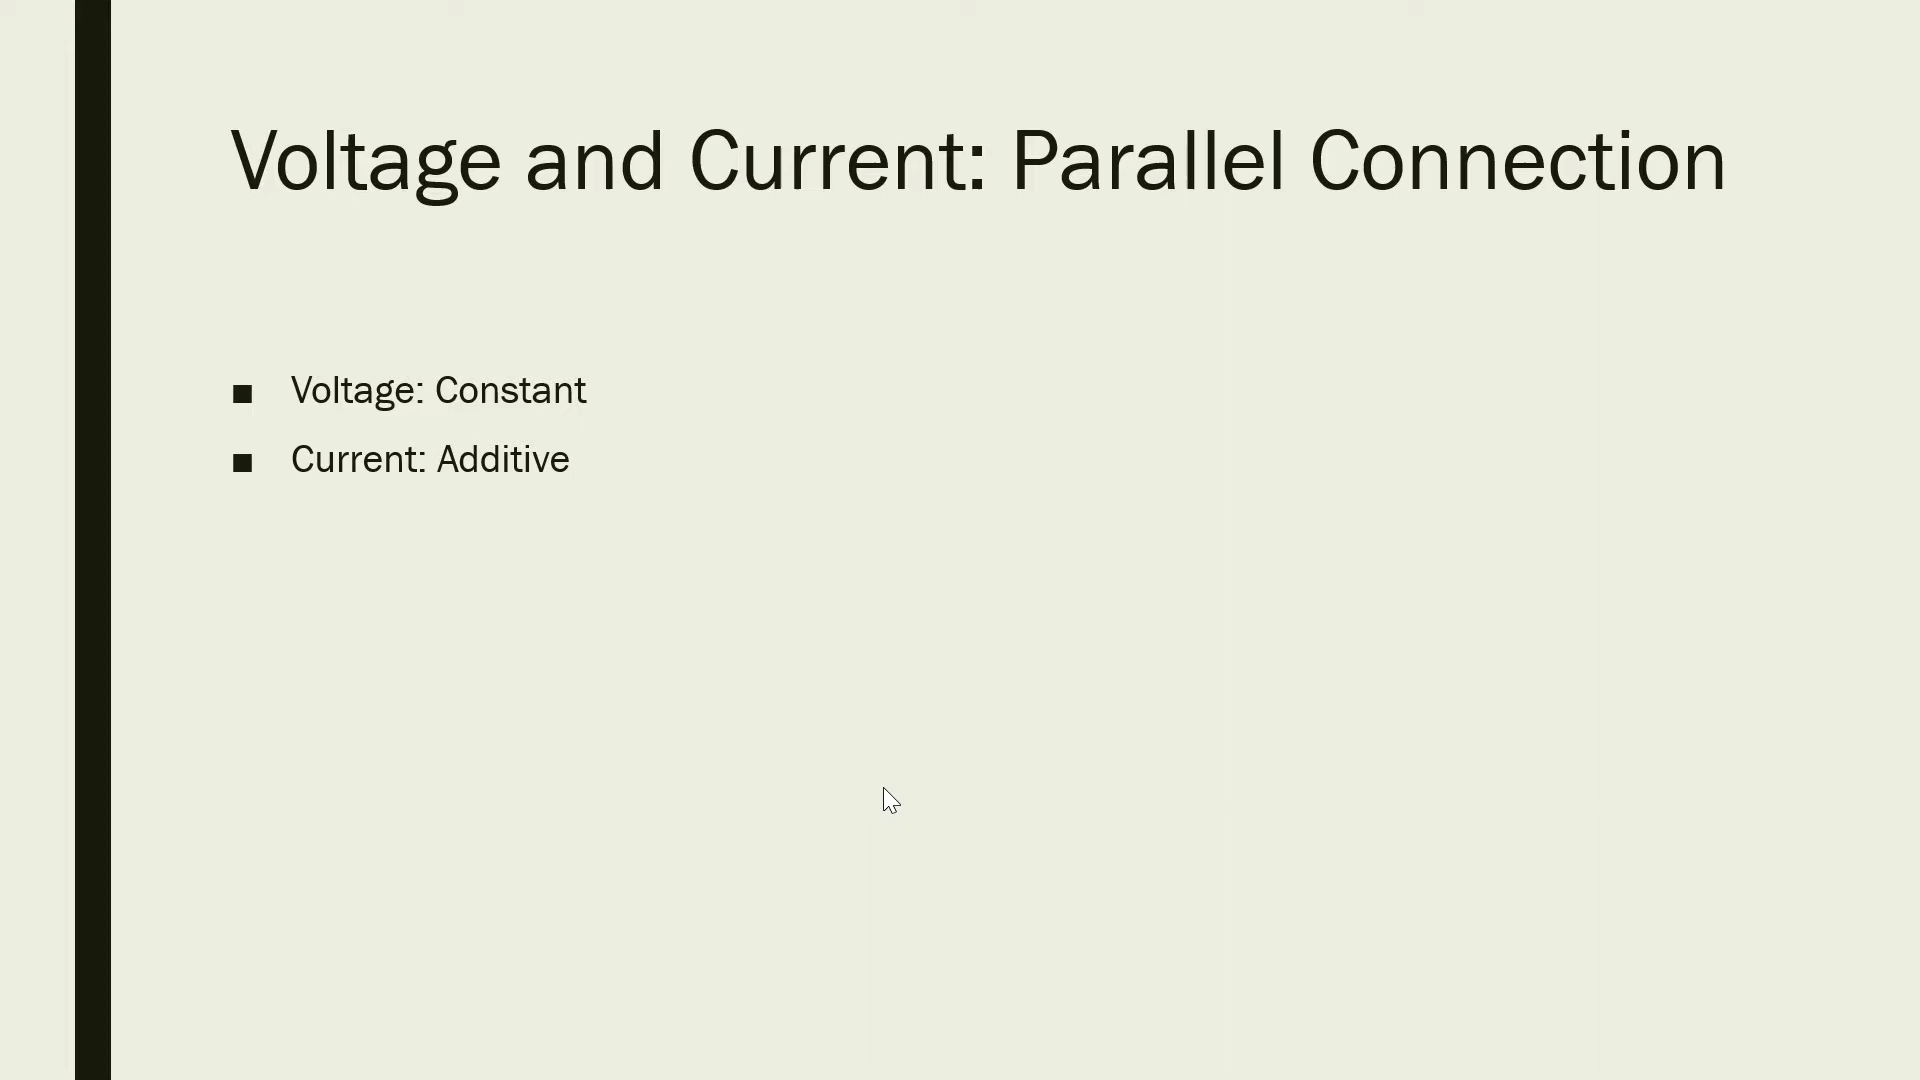 Voltage and Current: Parallel Connection
■ Voltage: Constant
■ Current: Additive